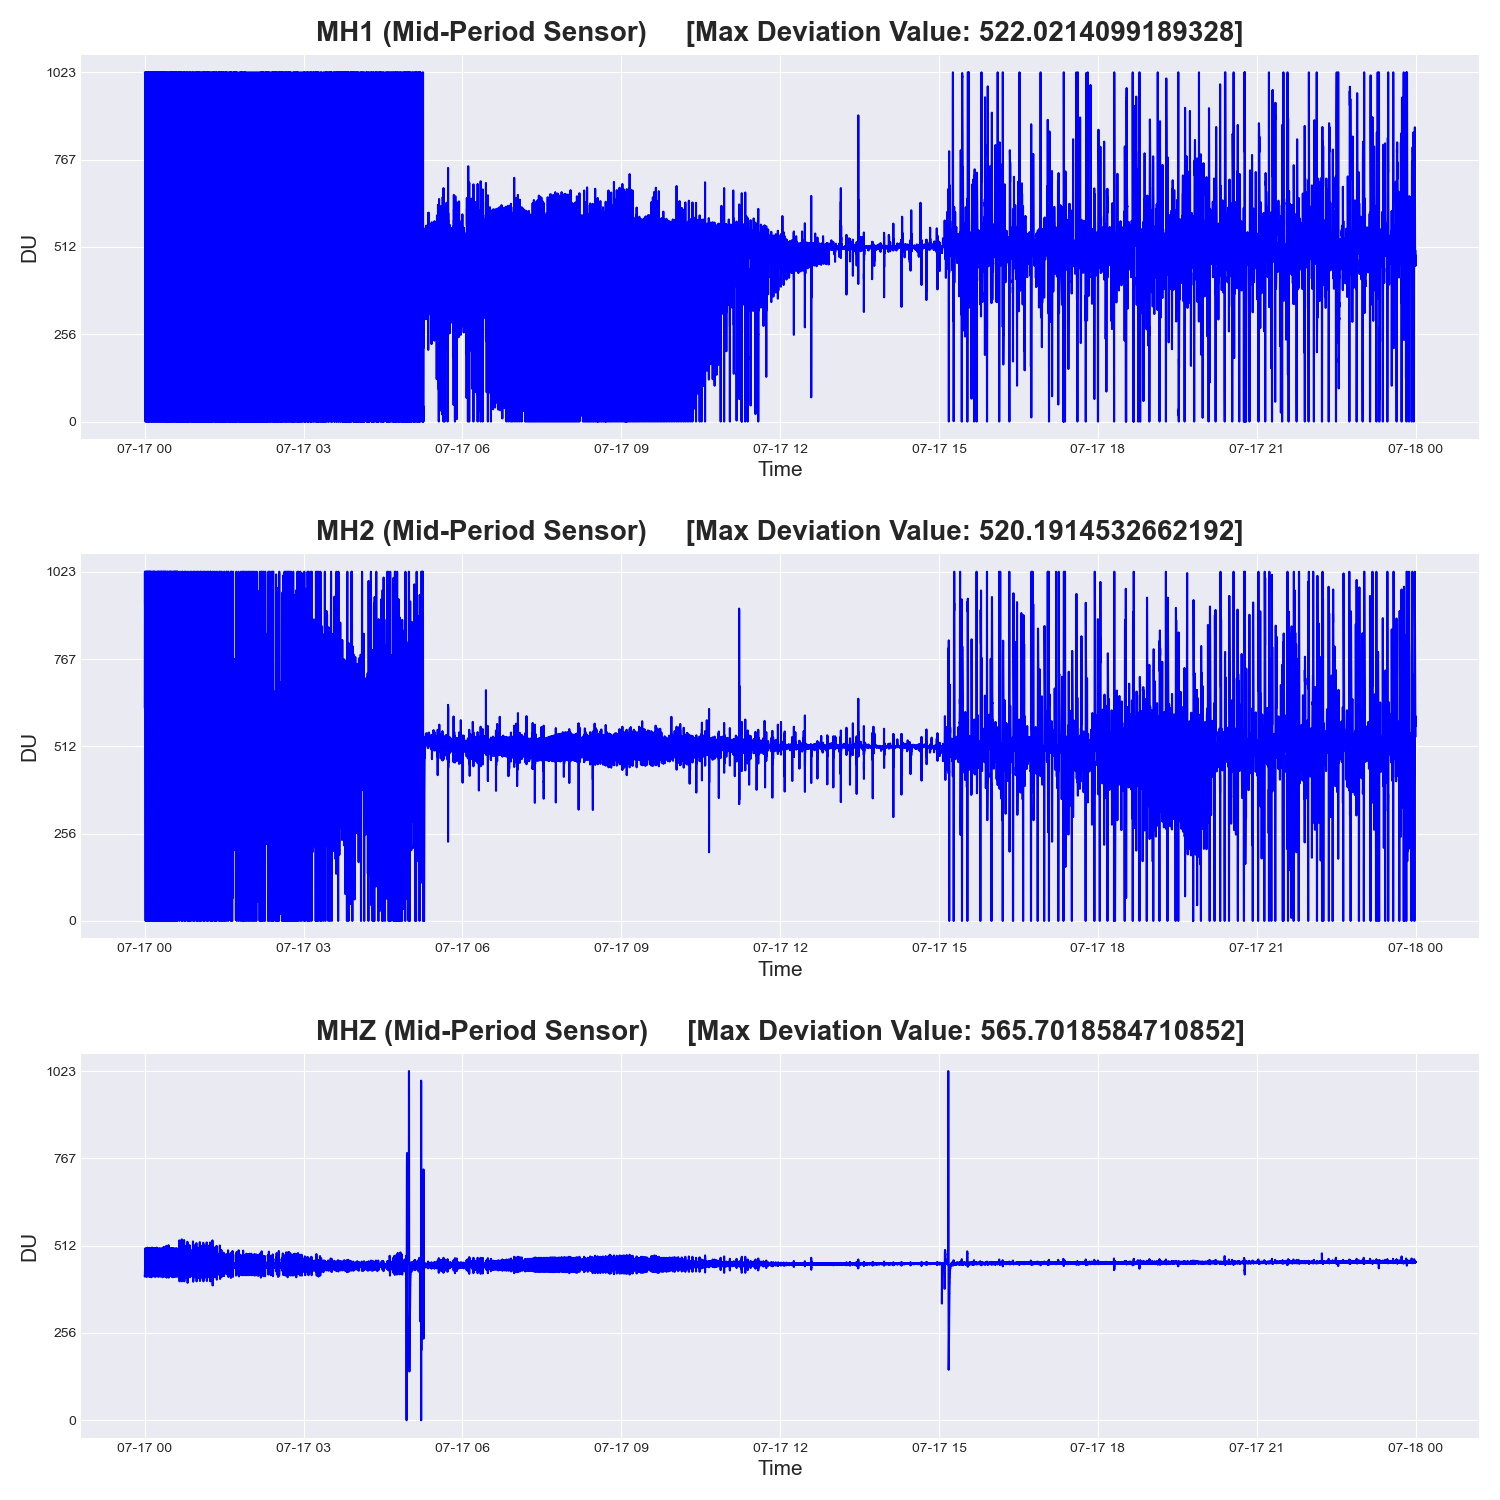 MH1 (Mid-Period Sensor)     [Max Deviation Value: 522.0214099189328]
1023
767
512
256
0
DU
07-17 00 07-17 03 07-17 06 07-17 09 07-17 12 07-17 15 07-17 18 07-17 21 07-18 00
Time
MH2 (Mid-Period Sensor)     [Max Deviation Value: 520.1914532662192]
1023
767
512
256
0
DU
07-17 00 07-17 03 07-17 06 07-17 09 07-17 12 07-17 15 07-17 18 07-17 21 07-18 00
Time
MHZ (Mid-Period Sensor)     [Max Deviation Value: 565.7018584710852]
1023
767
512
256
0
DU
07-17 00 07-17 03 07-17 06 07-17 09 07-17 12 07-17 15 07-17 18 07-17 21 07-18 00
Time